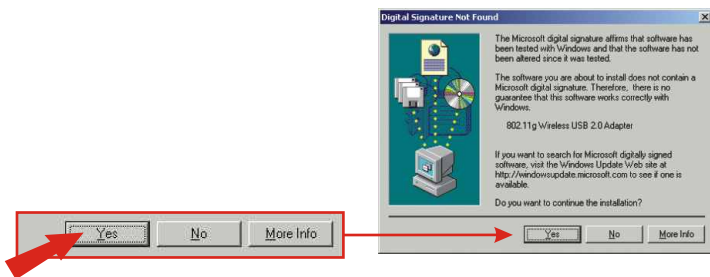 Digital Signature Not Found
The Microsoft digital signature affirms that software has
been tested with Windows and that the software has not
been altered since it was tested.
The software you are about to install does not contain a
Microsoft digital signature. Therefore, there is no
guarantee that this software works correctly with
Windows.
802.11g Wireless USB 2.0 Adapter
If you want to search for Microsoft digitally signed
software, visit the Windows Update Web site at
http://windowsupdate.microsoft.com to see if one is
available.
Do you want to continue the installation?
Yes No More Info
Yes No More Info